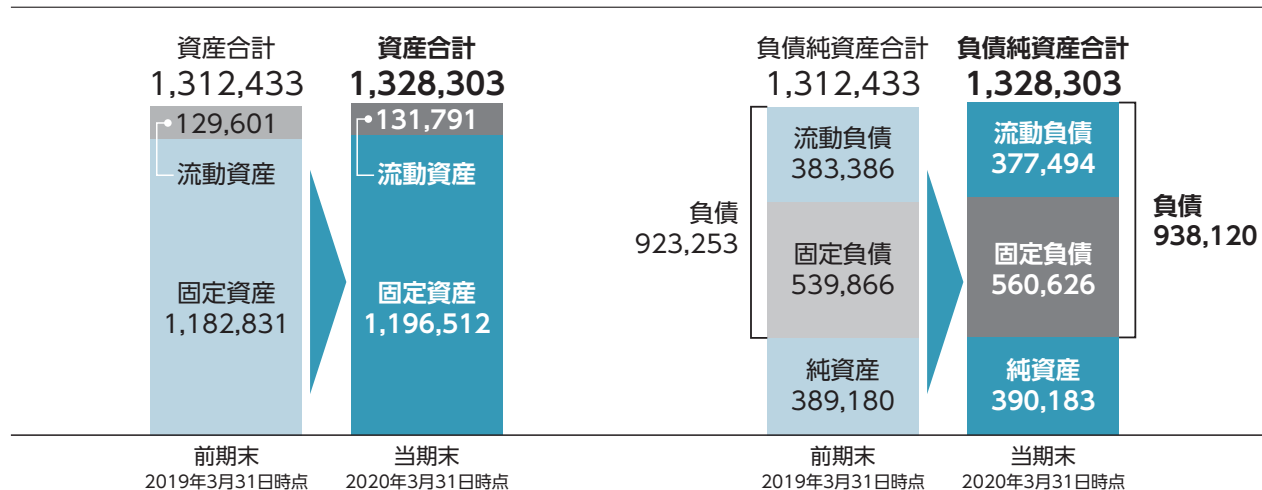 資産合計
1,312,433
129,601
流動資産
固定資産
1,182,831
前期末
2019年3月31日時点
資産合計
1,328,303
131,791
流動資産
固定資産
1,196,512
当期末
2020年3月31日時点
負債純資産合計
1,312,433
負債
923,253
流動負債
383,386
固定負債
539,866
純資産
389,180
前期末
2019年3月31日時点
負債純資産合計
1,328,303
流動負債
377,494
固定負債
560,626
純資産
390,183
負債
938,120
当期末
2020年3月31日時点